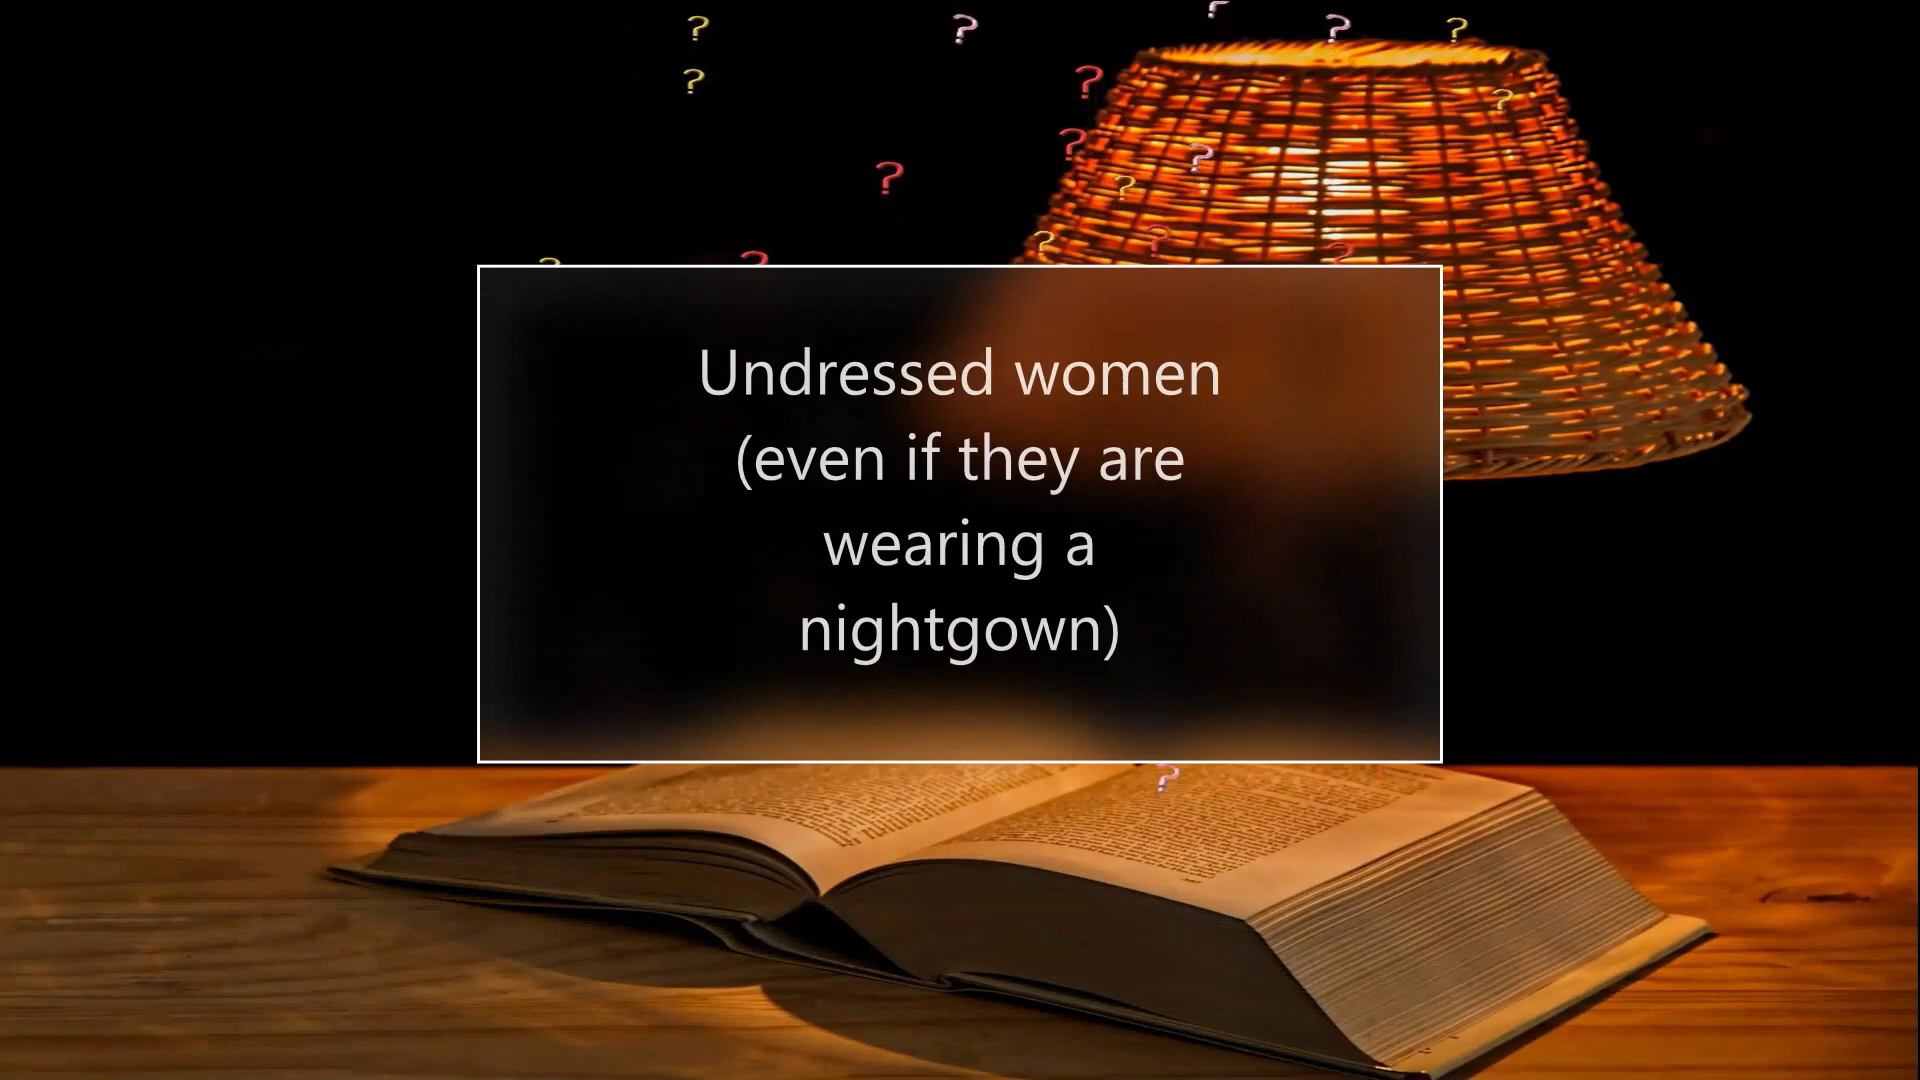 Undressed women
(even if they are
wearing a
nightgown)